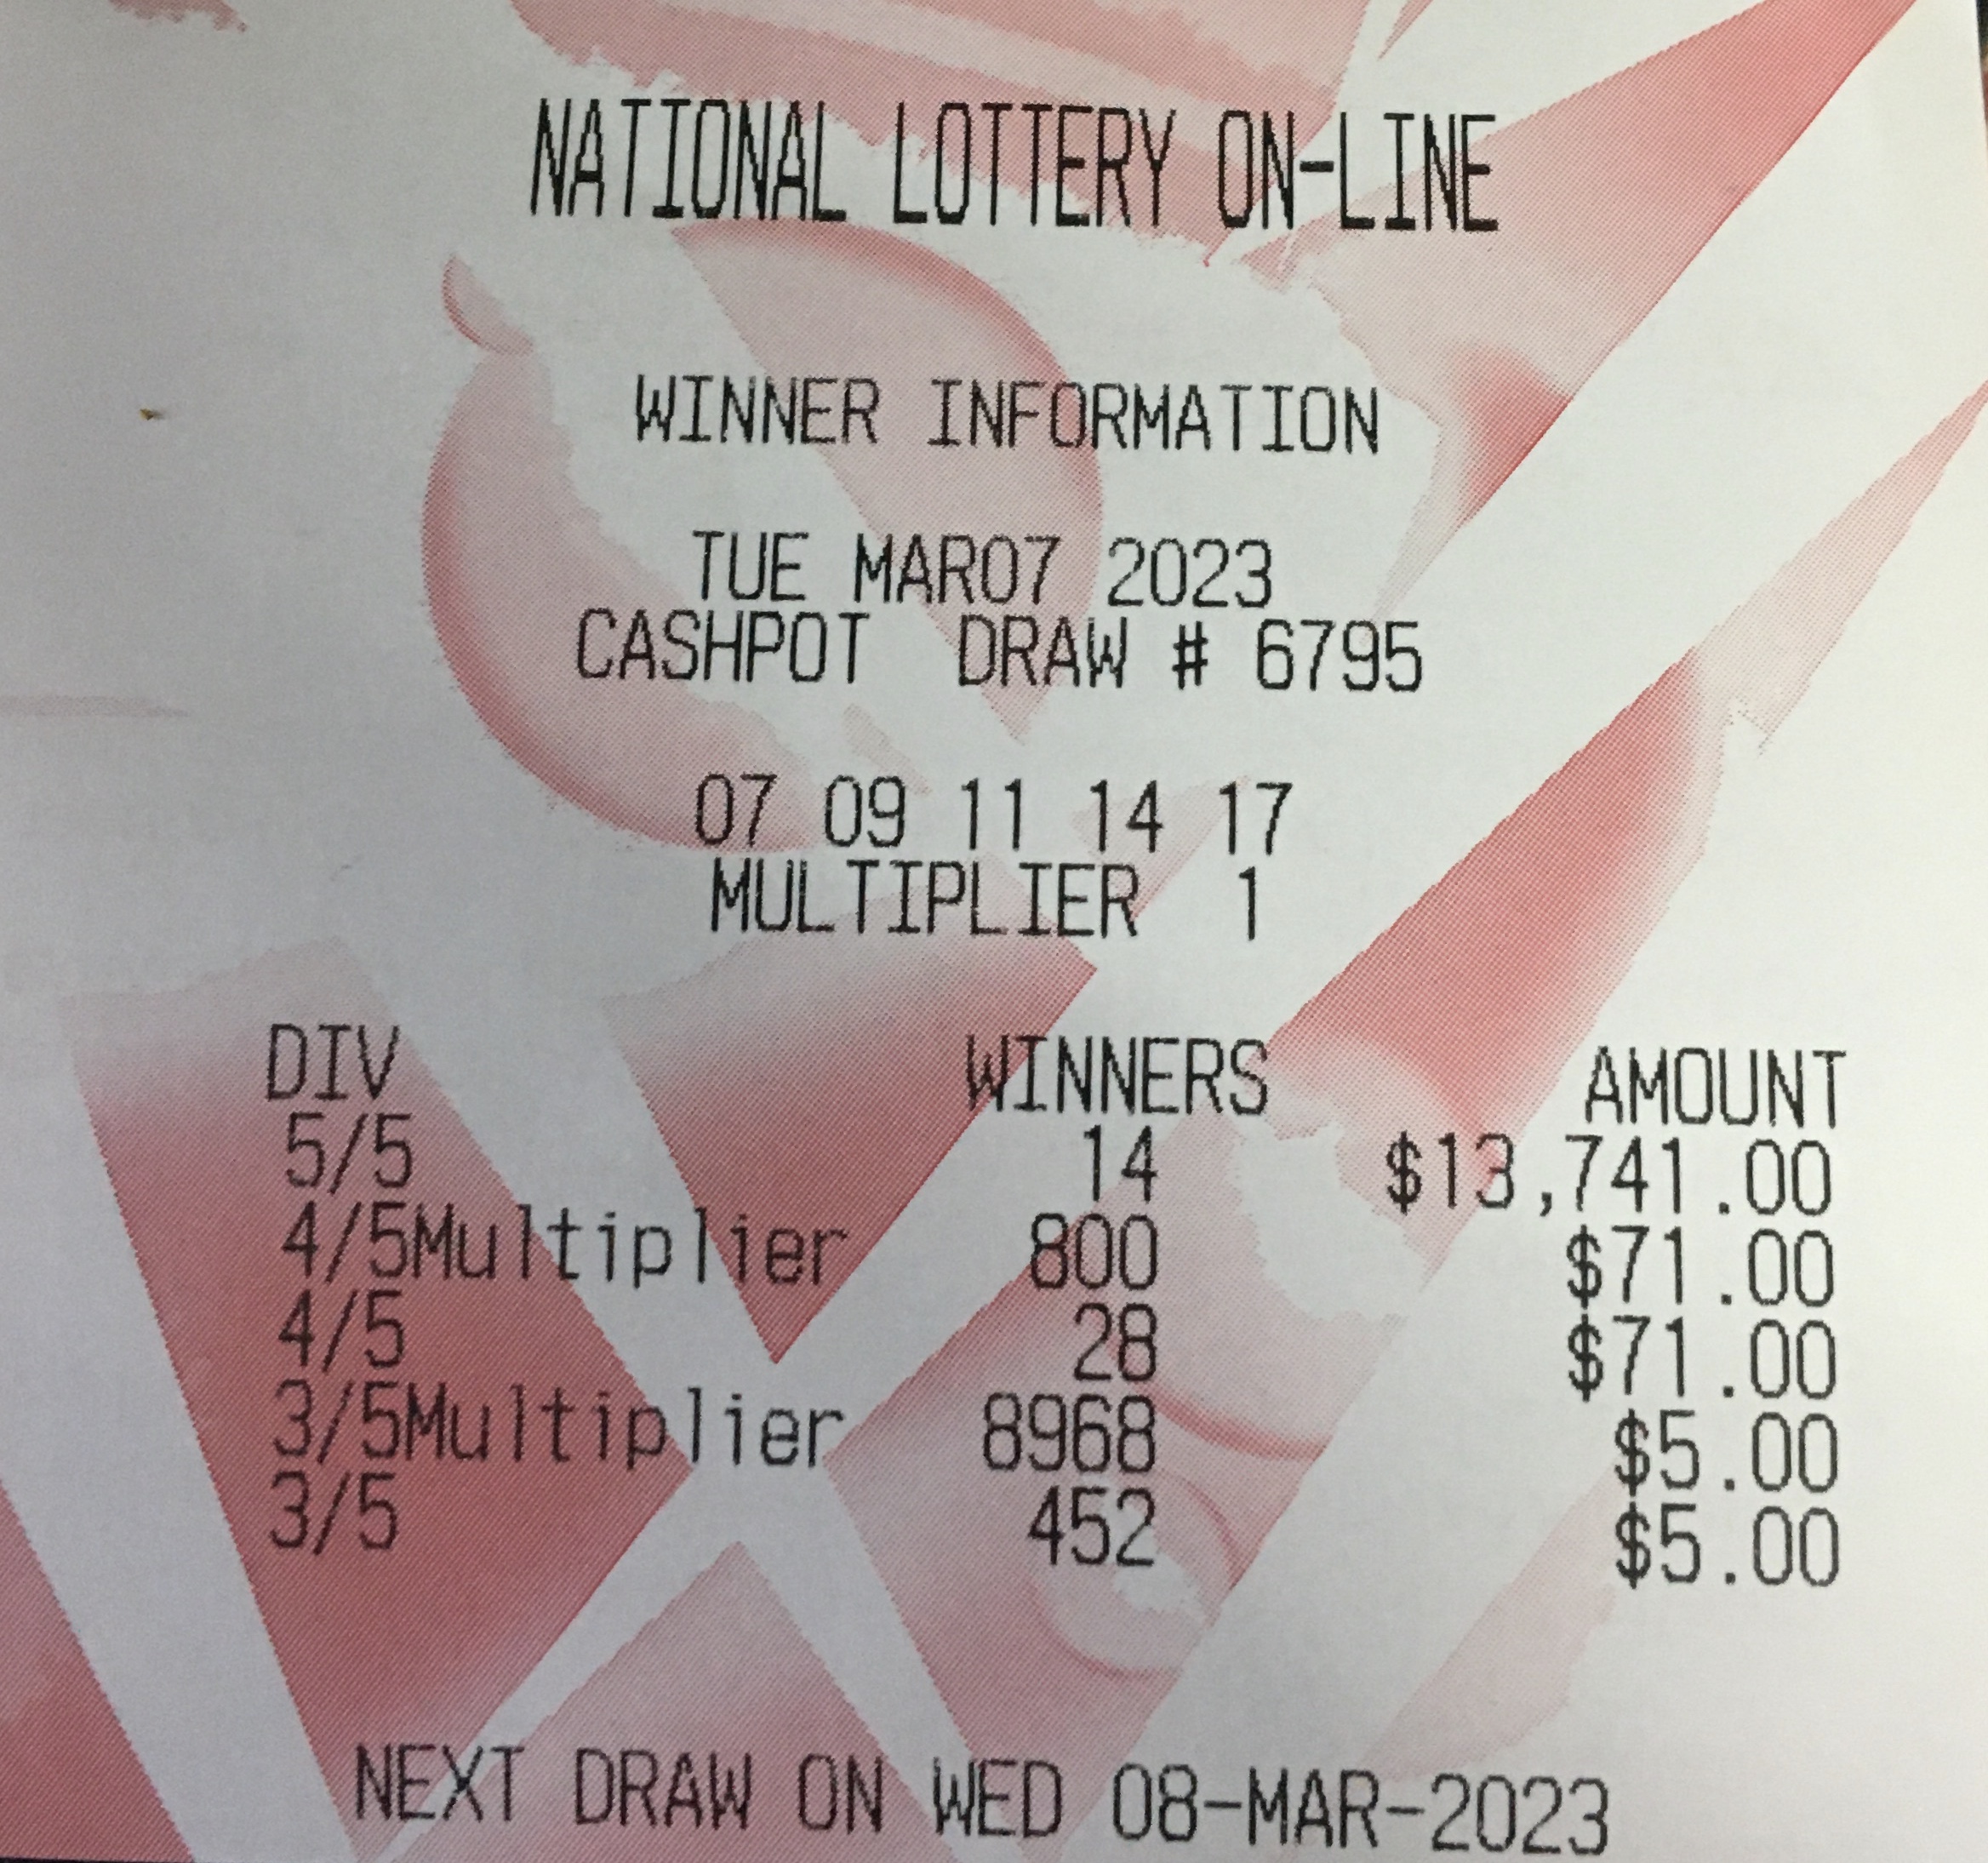 NATIONAL LOTTERY ON-LINE
WINNER INFORMATION
TUE MAR07 2023
CASHPOT DRAW # 6795
07 09 11 14 17
MULTIPLIER 1
DIV WINNERS AMOUNT
5/5 14 $13,741.00
4/5Multiplier 800 $71.00
4/5 28 $71.00
3/5Multiplier 8968 $5.00
3/5 452 $5.00
NEXT DRAW ON WED 08-MAR-2023